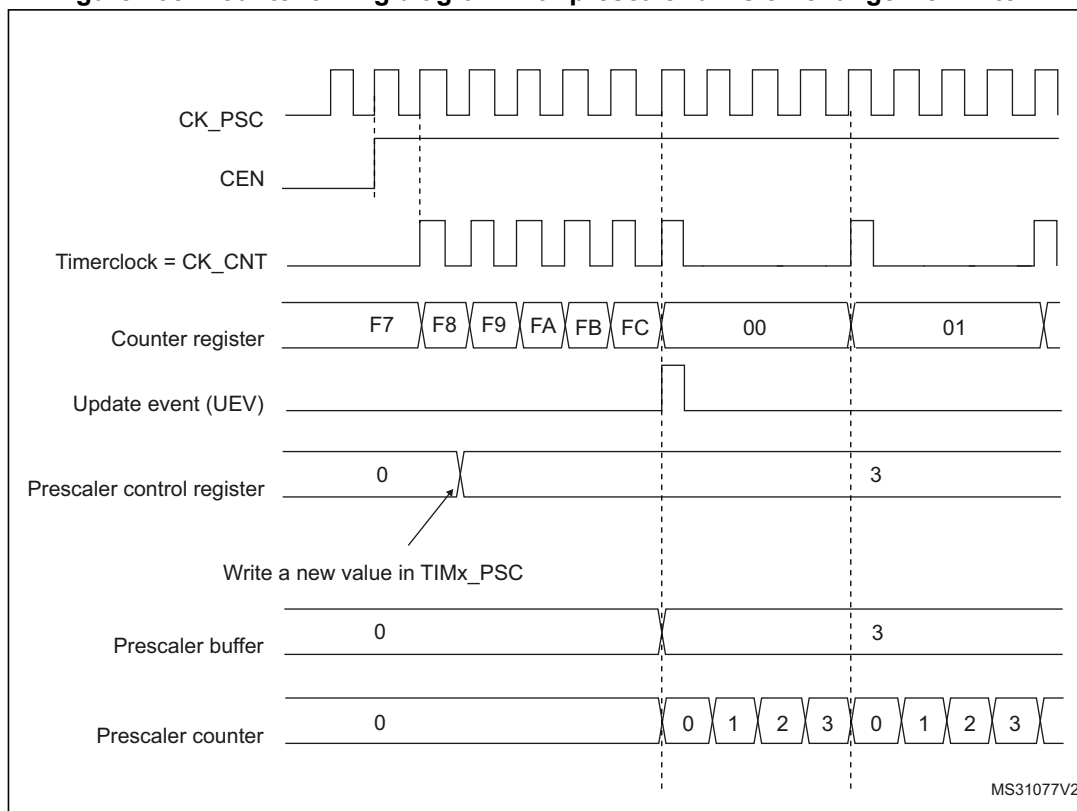 CK_PSC
CEN
Timerclock = CK_CNT
Counter register F7 F8 F9 FA FB FC 00 01
Update event (UEV)
Prescaler control register 0 3
Write a new value in TIMx_PSC
Prescaler buffer 0 3
Prescaler counter 0 0 1 2 3 0 1 2 3
MS31077V2